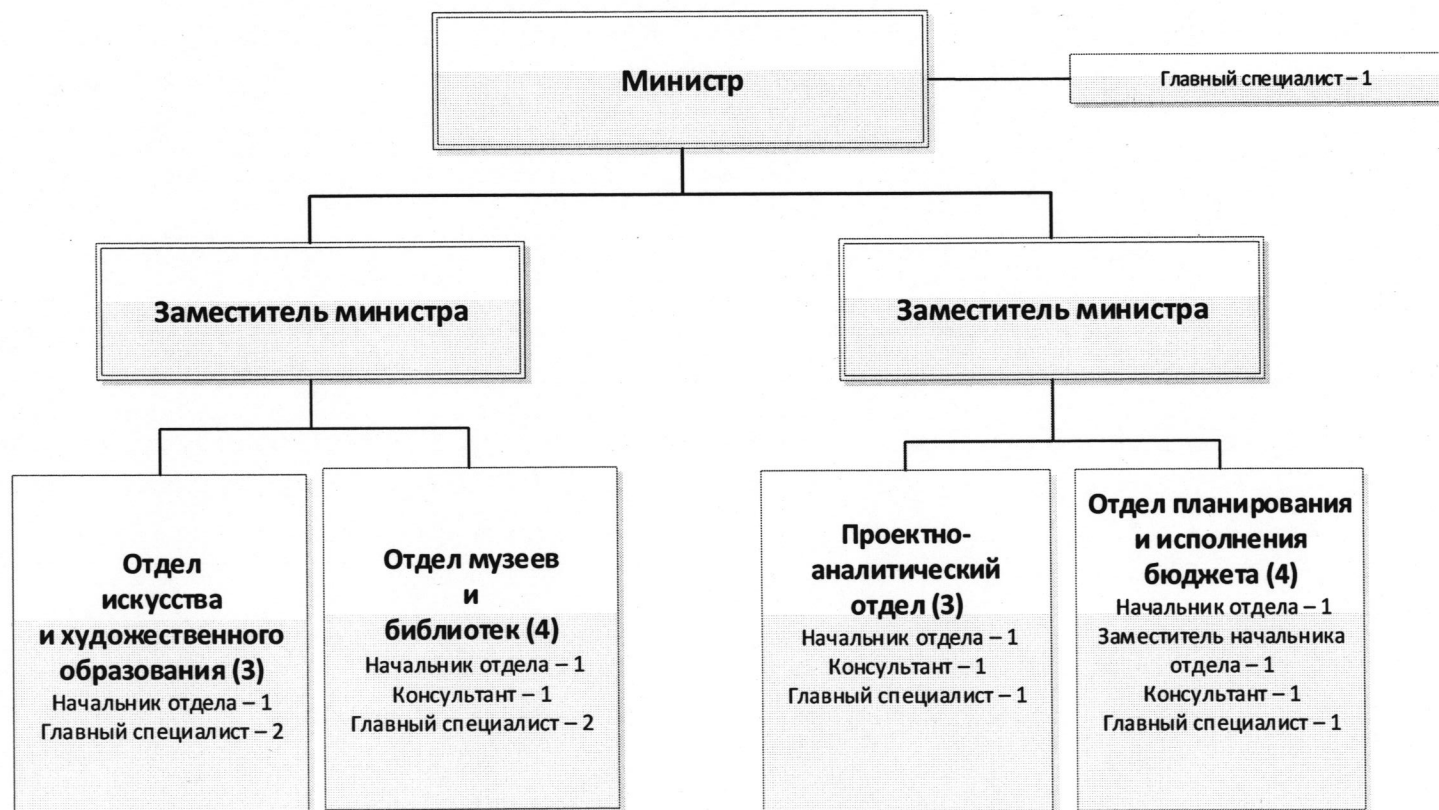 Министр
Главный специалист – 1
Заместитель министра
Заместитель министра
Отдел
искусства
и художественного
образования (3)
Начальник отдела – 1
Главный специалист – 2
Отдел музеев
и
библиотек (4)
Начальник отдела – 1
Консультант – 1
Главный специалист – 2
Проектно-
аналитический
отдел (3)
Начальник отдела – 1
Консультант – 1
Главный специалист – 1
Отдел планирования
и исполнения
бюджета (4)
Начальник отдела – 1
Заместитель начальника
отдела – 1
Консультант – 1
Главный специалист – 1